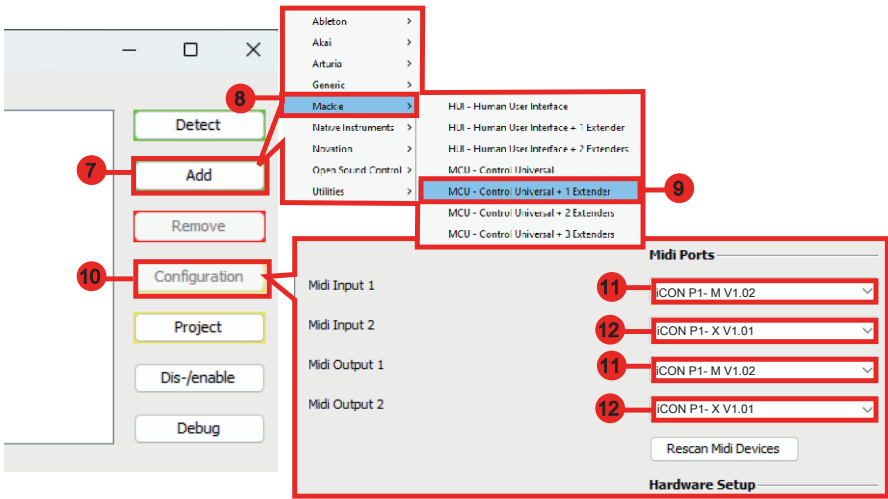 Ableton
Akai
Arturia
Generic
8
Mackie
Native Instruments
Novation
Open Sound Control
Utilities
HUI - Human User Interface
HUI - Human User Interface + 1 Extender
HUI - Human User Interface + 2 Extenders
MCU - Control Universal
MCU - Control Universal + 1 Extender
9
MCU - Control Universal + 2 Extenders
MCU - Control Universal + 3 Extenders
Detect
7
Add
Remove
10
Configuration
Project
Dis-/enable
Debug
Midi Ports
Midi Input 1
11
iCON P1- M V1.02
Midi Input 2
12
iCON P1- X V1.01
Midi Output 1
11
iCON P1- M V1.02
Midi Output 2
12
iCON P1- X V1.01
Rescan Midi Devices
Hardware Setup